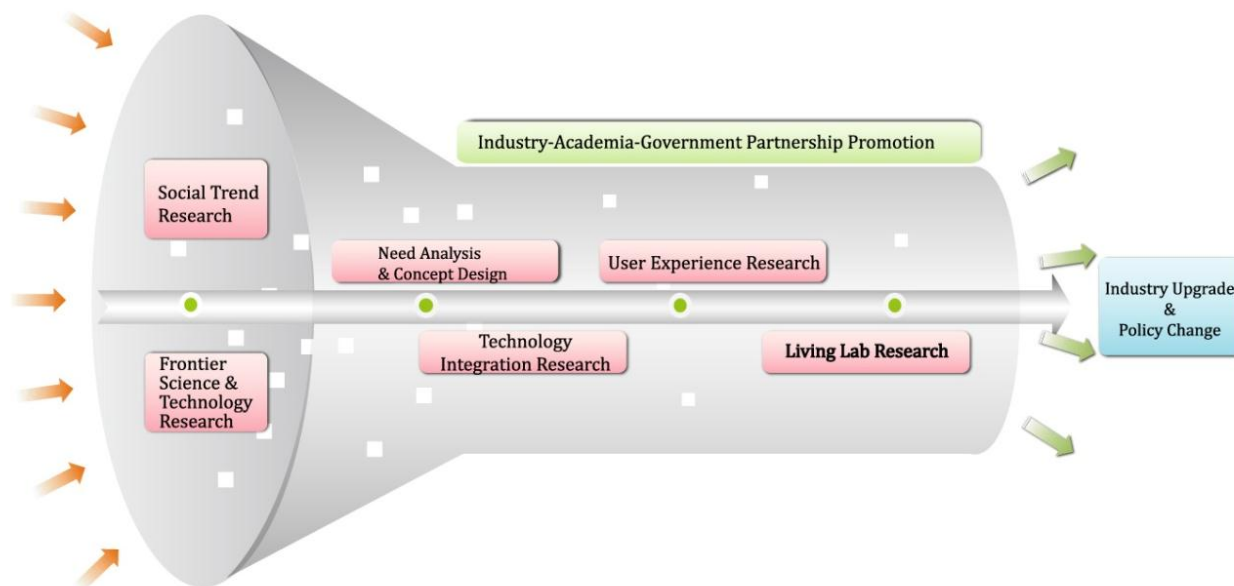 Industry-Academia-Government Partnership Promotion
Social Trend
Research
Need Analysis
& Concept Design
User Experience Research
Industry Upgrade
&
Policy Change
Frontier
Science &
Technology
Research
Technology
Integration Research
Living Lab Research